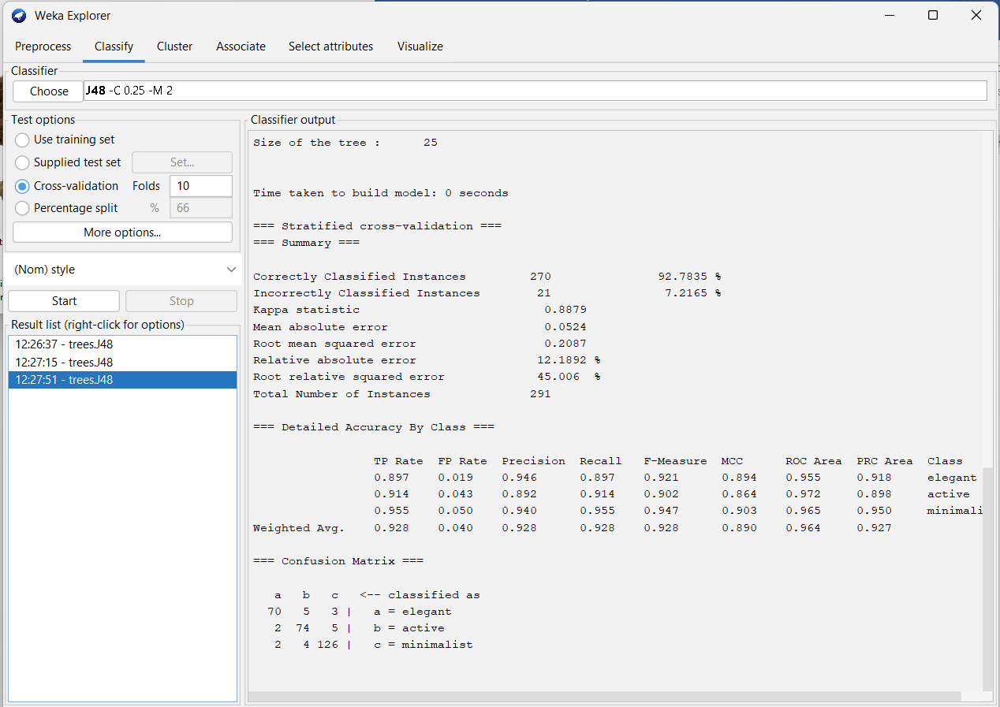 Weka Explorer
Preprocess Classify Cluster Associate Select attributes Visualize
Classifier
Choose J48 -C 0.25 -M 2
Test options
Use training set
Supplied test set Set...
Cross-validation Folds 10
Percentage split % 66
More options...
(Nom) style
Start Stop
Result list (right-click for options)
12:26:37 - trees.J48
12:27:15 - trees.J48
12:27:51 - trees.J48
Classifier output
Size of the tree : 25
Time taken to build model: 0 seconds
=== Stratified cross-validation ===
=== Summary ===
Correctly Classified Instances 270 92.7835 %
Incorrectly Classified Instances 21 7.2165 %
Kappa statistic 0.8879
Mean absolute error 0.0524
Root mean squared error 0.2087
Relative absolute error 12.1892 %
Root relative squared error 45.006 %
Total Number of Instances 291
=== Detailed Accuracy By Class ===
TP Rate FP Rate Precision Recall F-Measure MCC ROC Area PRC Area Class
0.897 0.019 0.946 0.897 0.921 0.894 0.955 0.918 elegant
0.914 0.043 0.892 0.914 0.902 0.864 0.972 0.898 active
0.955 0.050 0.940 0.955 0.947 0.903 0.965 0.950 minimali
Weighted Avg. 0.928 0.040 0.928 0.928 0.928 0.890 0.964 0.927
=== Confusion Matrix ===
a b c <-- classified as
70 5 3 | a = elegant
2 74 5 | b = active
2 4 126 | c = minimalist